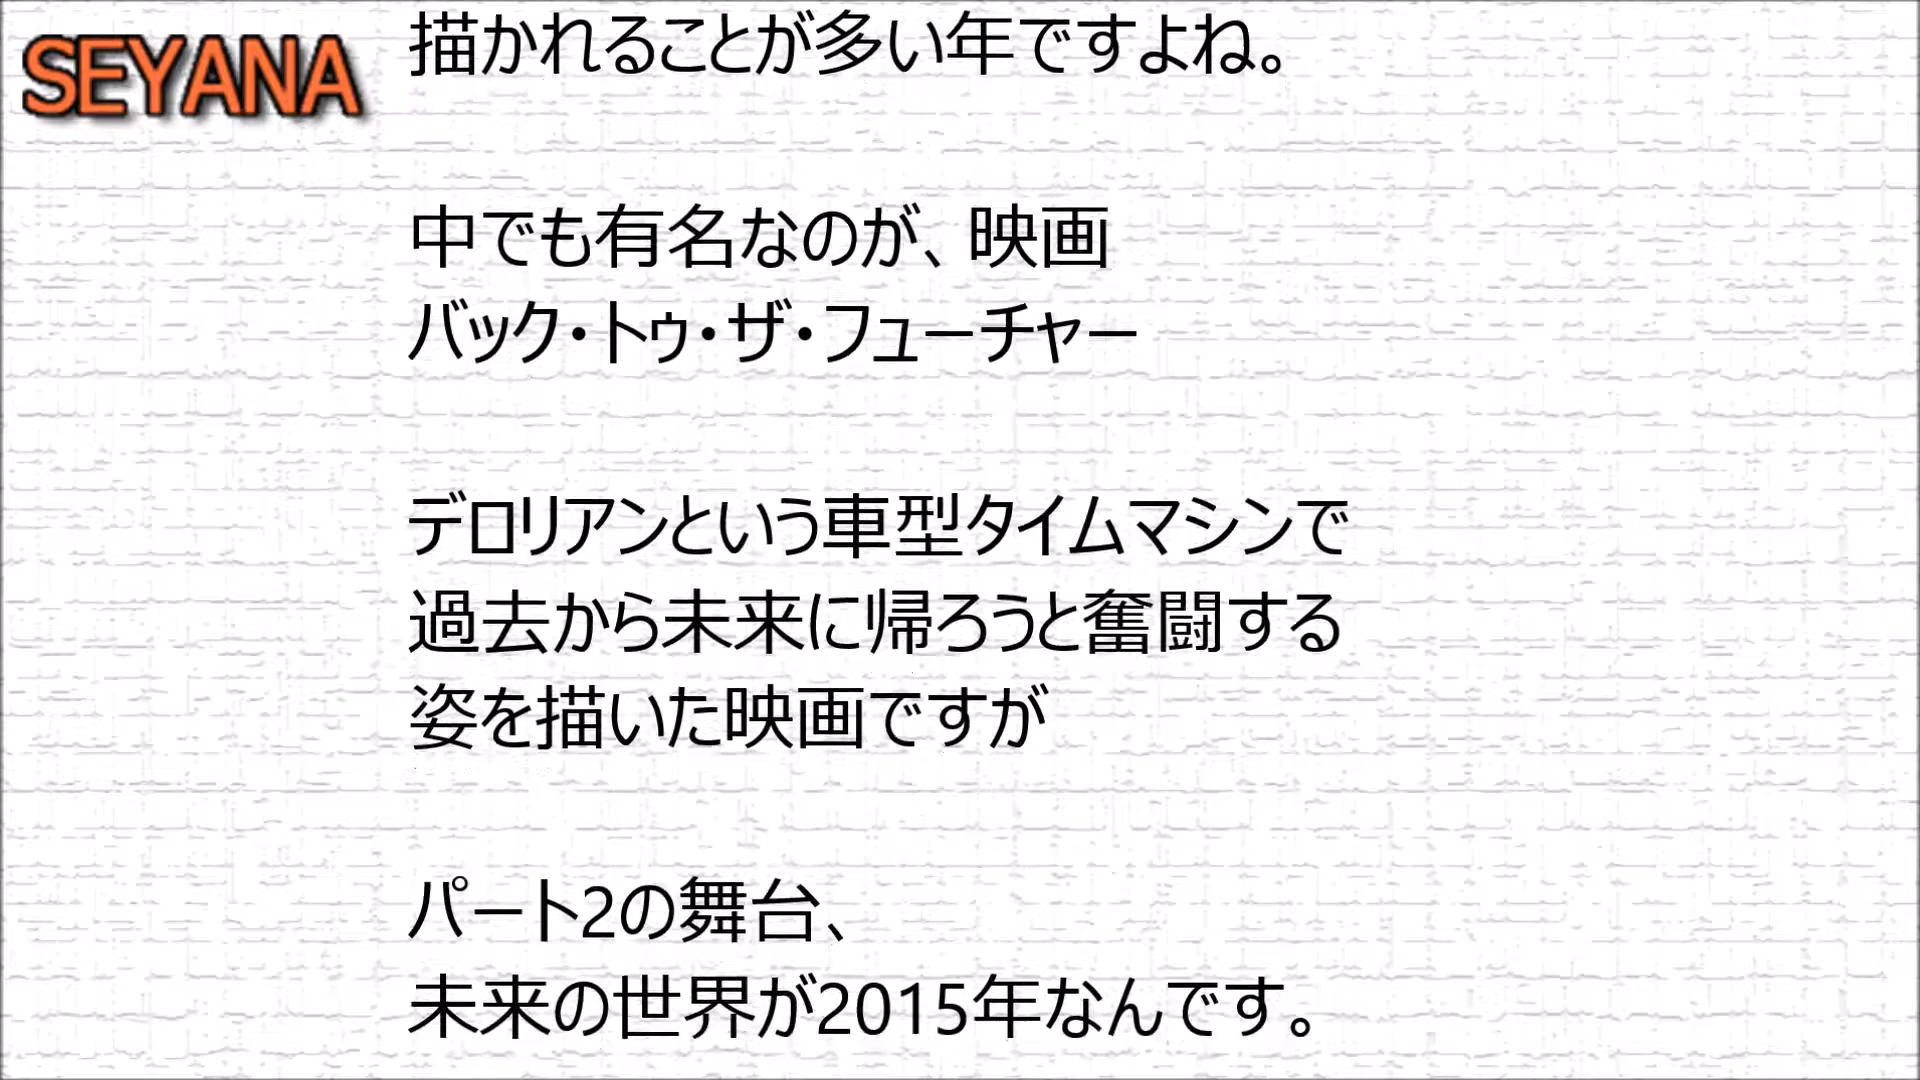 SEYANA
描かれることが多い年ですよね。
中でも有名なのが、映画
バック・トゥ・ザ・フューチャー
デロリアンという車型タイムマシンで
過去から未来に帰ろうと奮闘する
姿を描いた映画ですが
パート2の舞台、
未来の世界が2015年なんです。